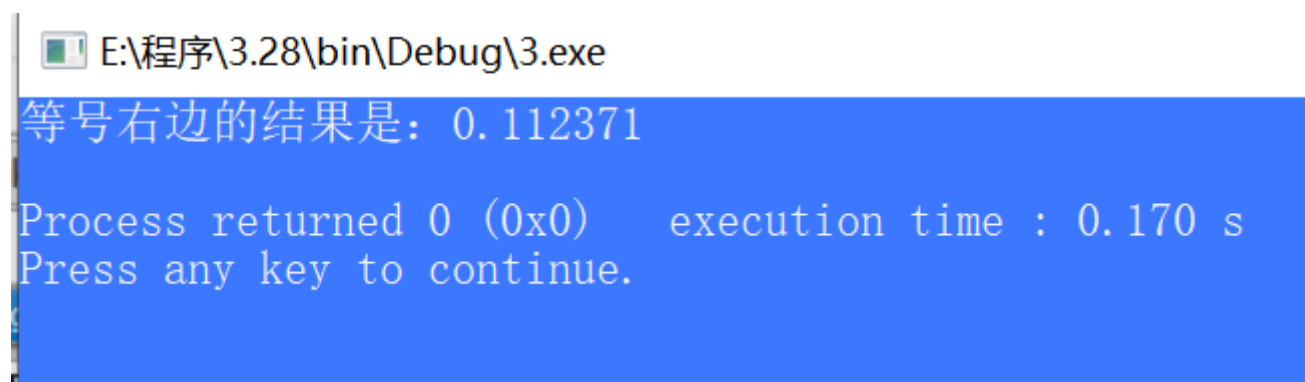 E:\程序\3.28\bin\Debug\3.exe
等号右边的结果是：0.112371
Process returned 0 (0x0)   execution time : 0.170 s
Press any key to continue.